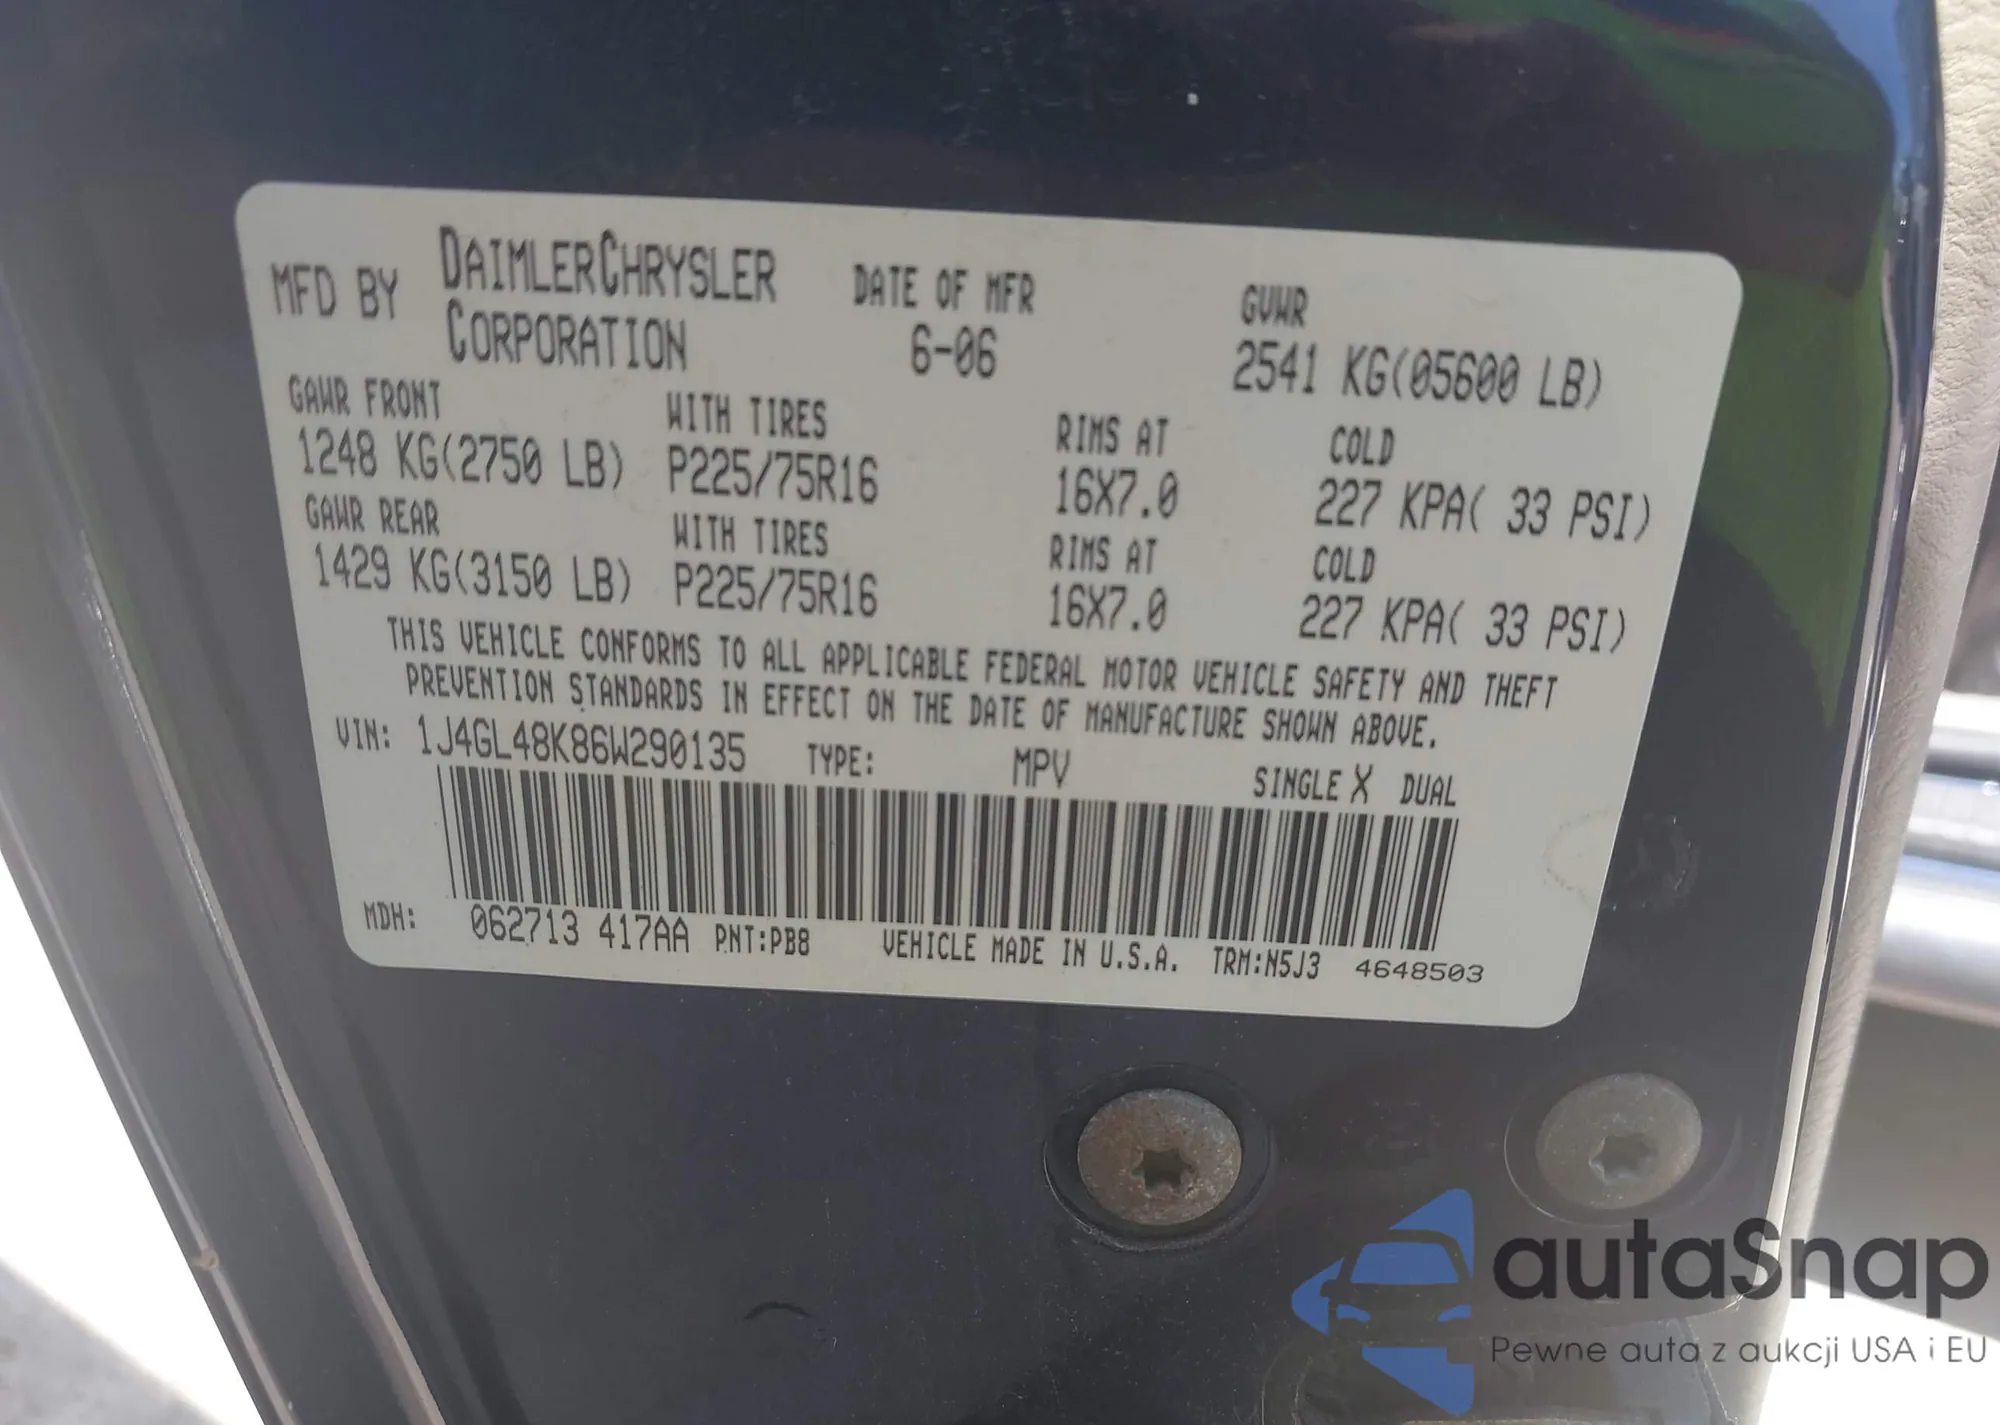 MFD BY DAIMLERCHRYSLER CORPORATION DATE OF MFR 6-06 GVWR 2541 KG(05600 LB)
GAWR FRONT WITH TIRES RIMS AT COLD
1248 KG(2750 LB) P225/75R16 16X7.0 227 KPA( 33 PSI)
GAWR REAR WITH TIRES RIMS AT COLD
1429 KG(3150 LB) P225/75R16 16X7.0 227 KPA( 33 PSI)
THIS VEHICLE CONFORMS TO ALL APPLICABLE FEDERAL MOTOR VEHICLE SAFETY AND THEFT
PREVENTION STANDARDS IN EFFECT ON THE DATE OF MANUFACTURE SHOWN ABOVE.
VIN: 1J4GL48K86W290135 TYPE: MPV SINGLE X DUAL
MDH: 062713 417AA PNT:PB8 VEHICLE MADE IN U.S.A. TRM:N5J3 4648503
autaSnap
Pewne auta z aukcji USA i EU